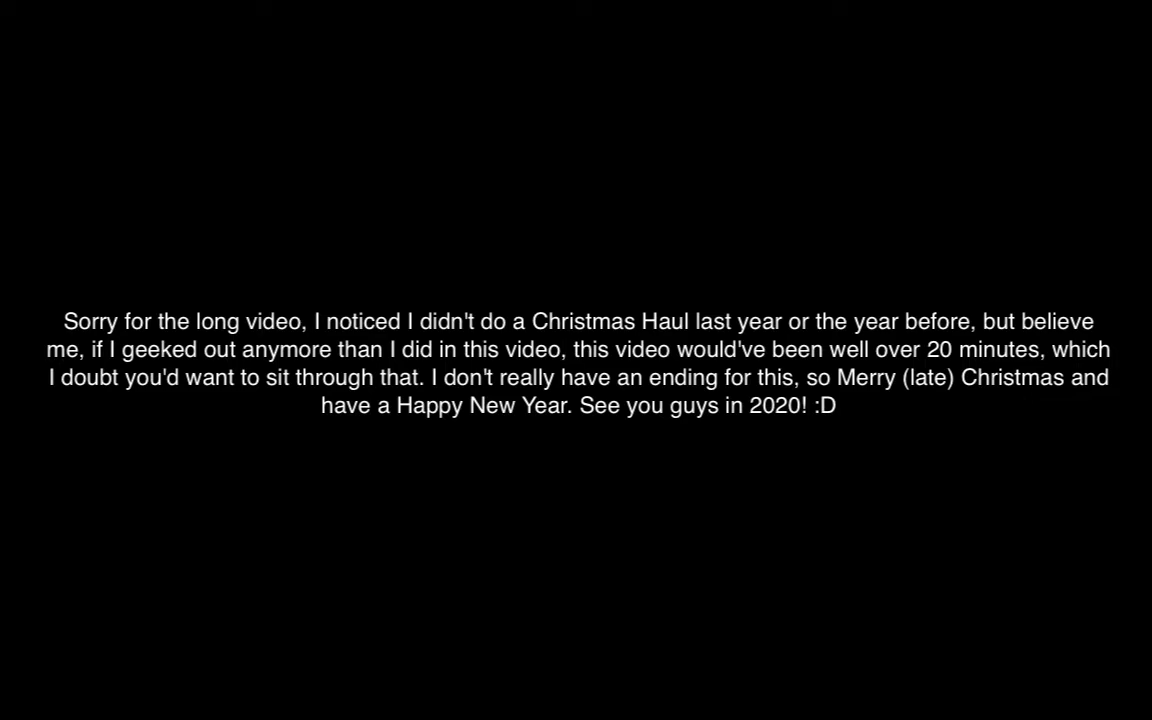 Sorry for the long video, I noticed I didn't do a Christmas Haul last year or the year before, but believe
me, if I geeked out anymore than I did in this video, this video would've been well over 20 minutes, which
I doubt you'd want to sit through that. I don't really have an ending for this, so Merry (late) Christmas and
have a Happy New Year. See you guys in 2020! :D